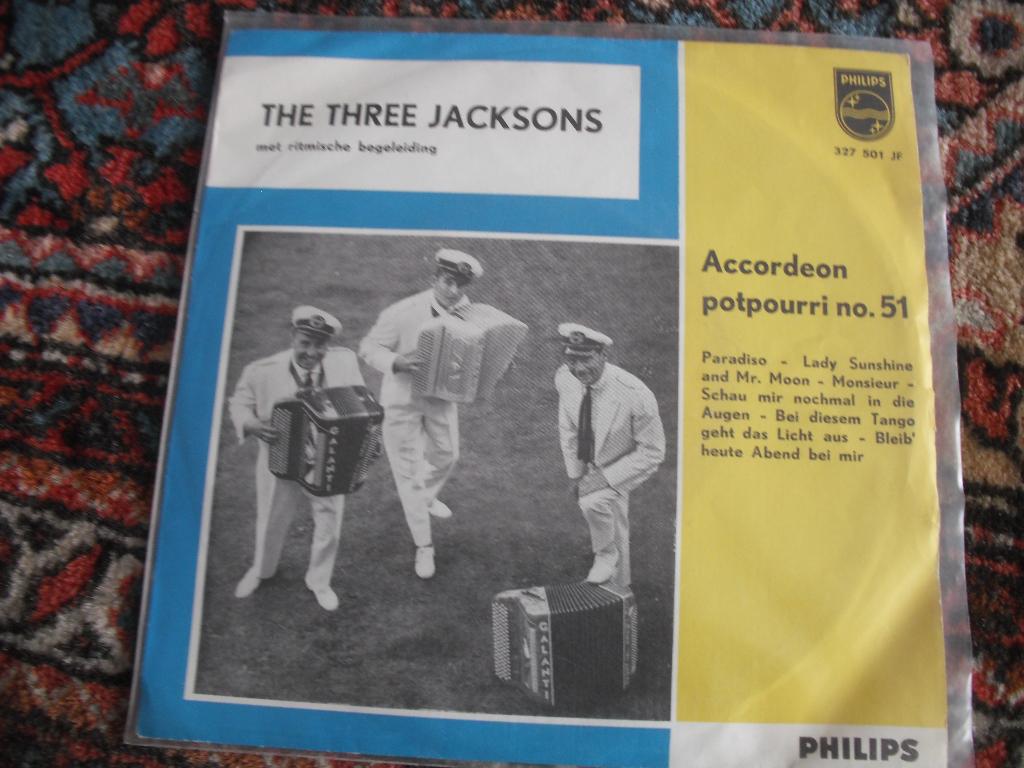 THE THREE JACKSONS
met ritmische begeleiding
PHILIPS
327 501 JF
Accordeon
potpourri no. 51
Paradiso - Lady Sunshine
and Mr. Moon - Monsieur -
Schau mir nochmal in die
Augen - Bei diesem Tango
geht das Licht aus - Bleib'
heute Abend bei mir
GALANTI
GALANTI
PHILIPS